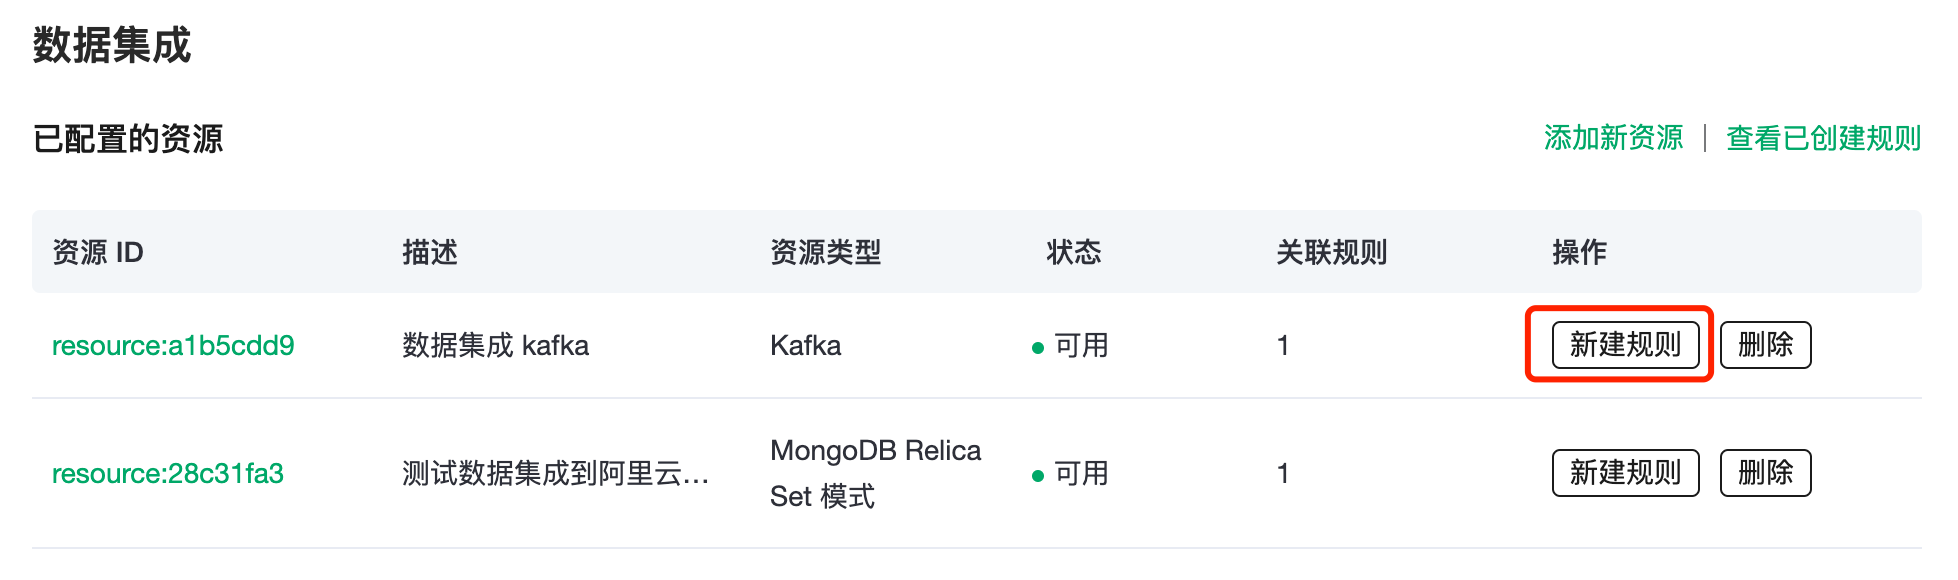 数据集成
已配置的资源
添加新资源 | 查看已创建规则
资源 ID 描述 资源类型 状态 关联规则 操作
resource:a1b5cdd9 数据集成 kafka Kafka 可用 1 新建规则 删除
resource:28c31fa3 测试数据集成到阿里云... MongoDB Relica Set 模式 可用 1 新建规则 删除